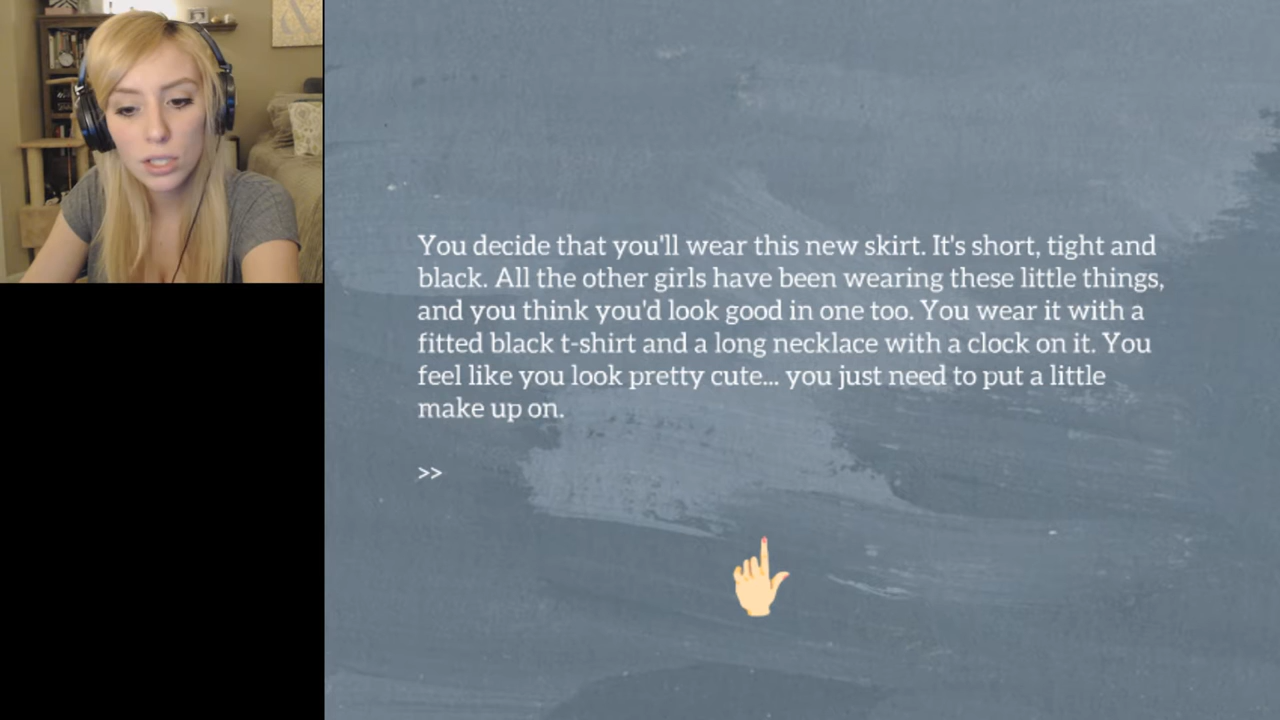 You decide that you'll wear this new skirt. It's short, tight and
black. All the other girls have been wearing these little things,
and you think you'd look good in one too. You wear it with a
fitted black t-shirt and a long necklace with a clock on it. You
feel like you look pretty cute... you just need to put a little
make up on.
>>